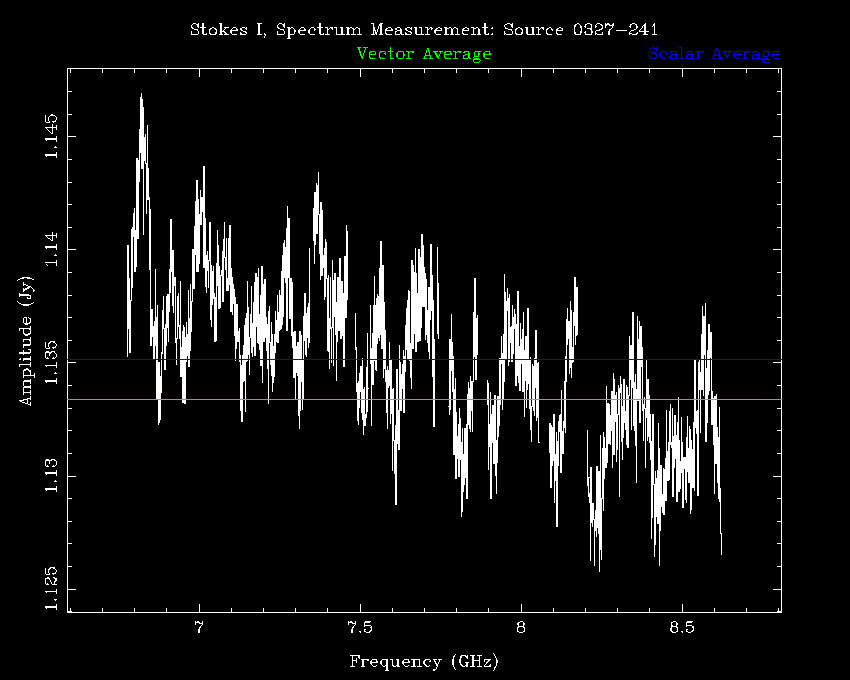 Stokes I, Spectrum Measurement: Source 0327-241
Vector Average
Scalar Average
1.145
1.14
1.135
1.13
1.125
Amplitude (Jy)
7
7.5
8
8.5
Frequency (GHz)